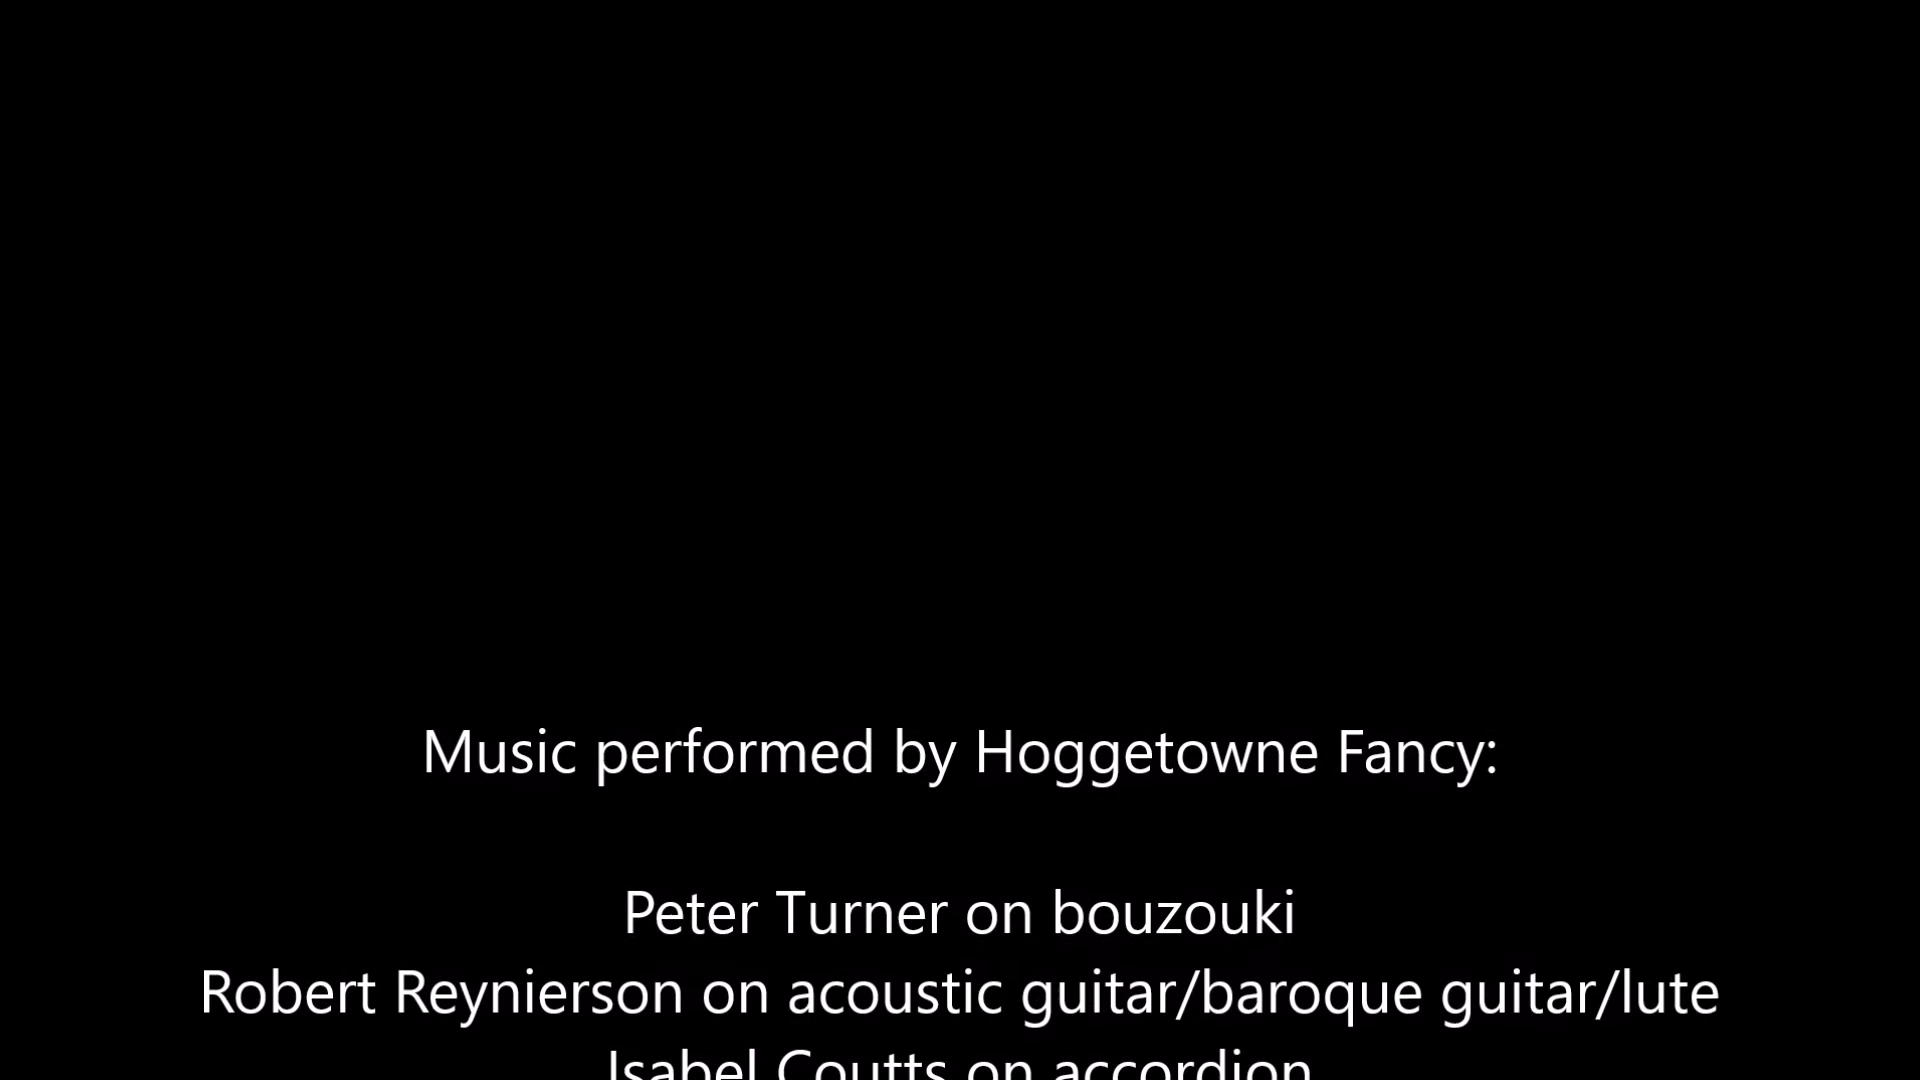 Music performed by Hoggetowne Fancy:
Peter Turner on bouzouki
Robert Reynierson on acoustic guitar/baroque guitar/lute
Isabel Coutts on accordion